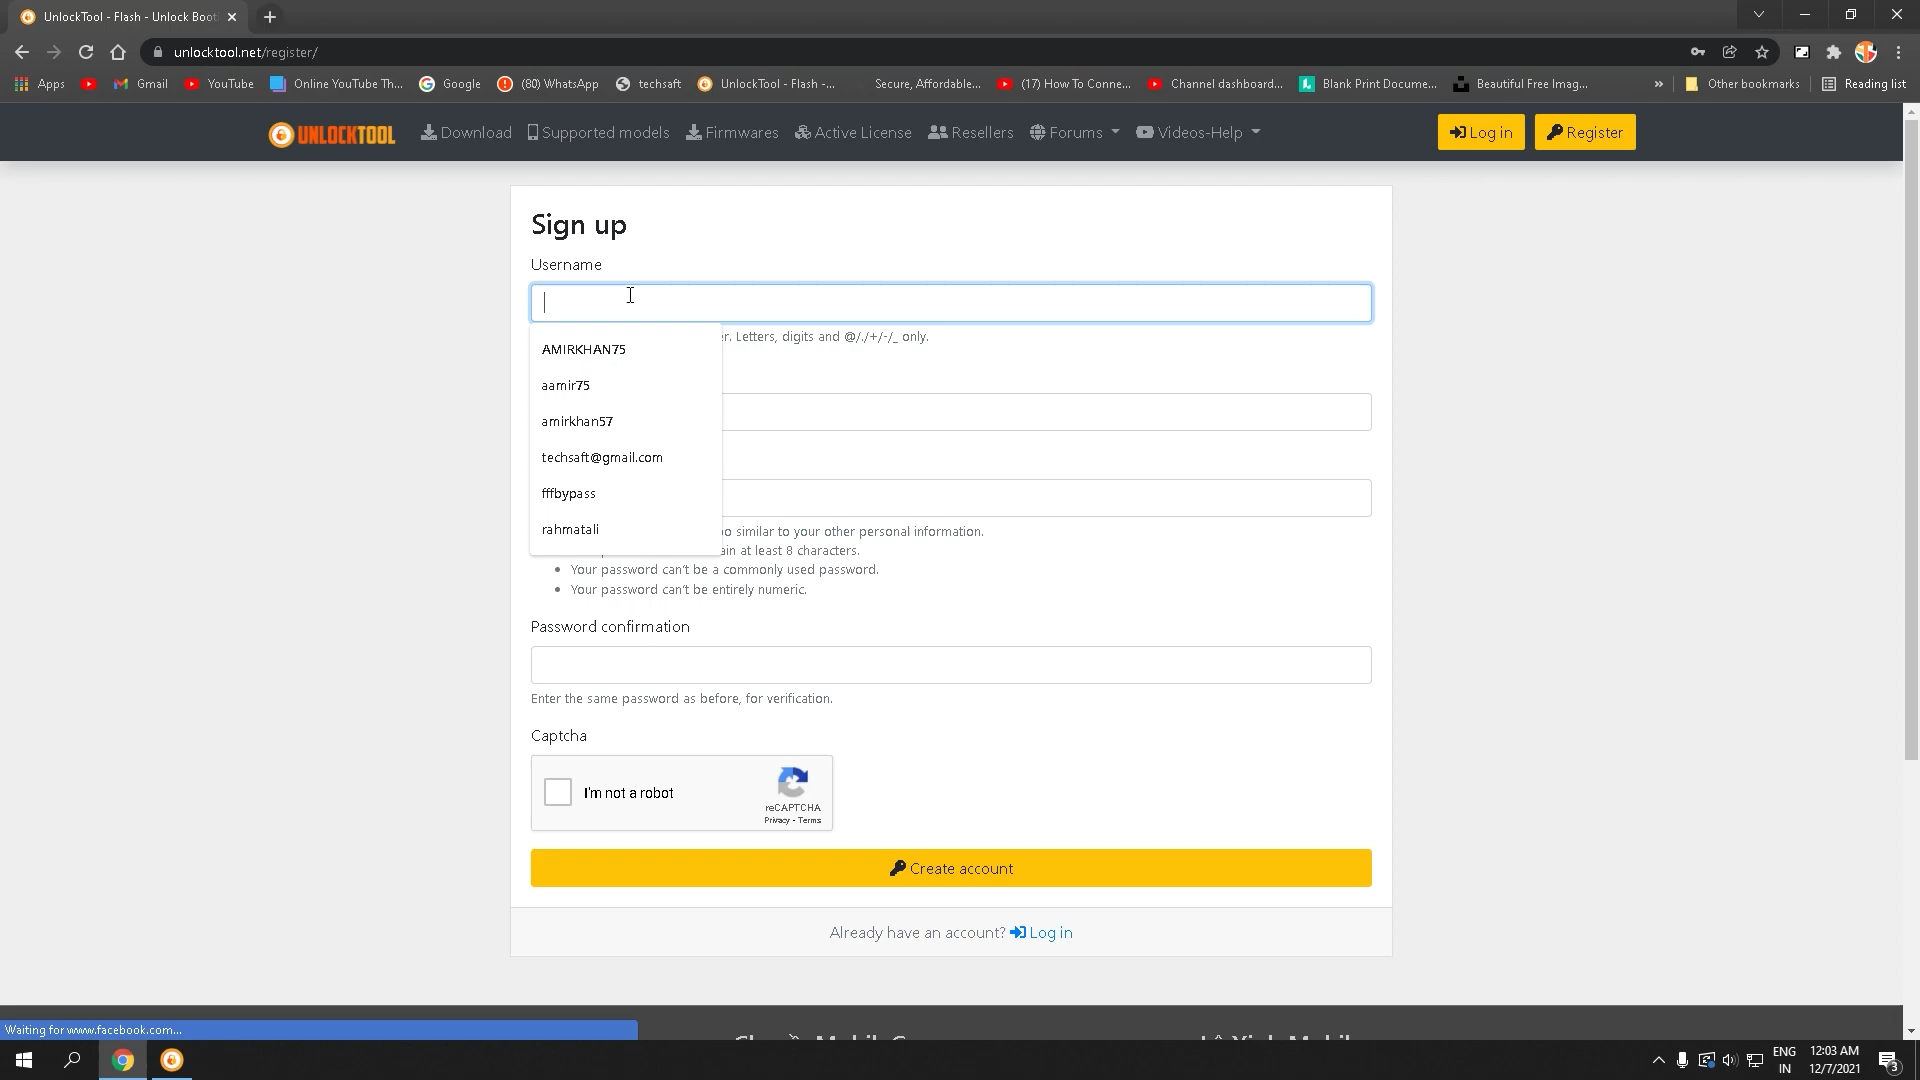 UnlockTool - Flash - Unlock Boot
unlocktool.net/register/
Apps
Gmail
YouTube
Online YouTube Th...
Google
(80) WhatsApp
techsaft
UnlockTool - Flash -...
Secure, Affordable...
(17) How To Conne...
Channel dashboard...
Blank Print Docume...
Beautiful Free Imag...
»
Other bookmarks
Reading list
UNLOCKTOOL
Download
Supported models
Firmwares
Active License
Resellers
Forums
Videos-Help
Log in
Register
Sign up
Username
r. Letters, digits and @/./+/-/_ only.
AMIRKHAN75
aamir75
amirkhan57
techsaft@gmail.com
fffbypass
rahmatali
o similar to your other personal information.
ain at least 8 characters.
• Your password can't be a commonly used password.
• Your password can't be entirely numeric.
Password confirmation
Enter the same password as before, for verification.
Captcha
I'm not a robot
reCAPTCHA
Privacy - Terms
Create account
Already have an account? Log in
Waiting for www.facebook.com...
ENG
IN
12:03 AM
12/7/2021
3